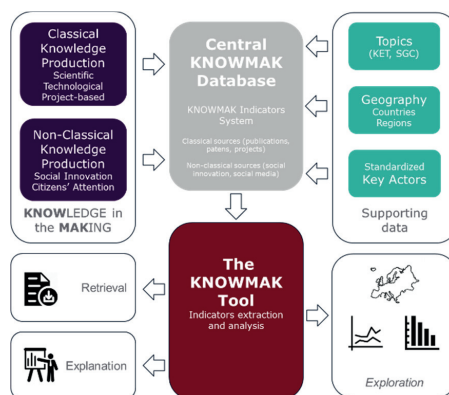 Classical
Knowledge
Production
Scientific
Technological
Project-based
Non-Classical
Knowledge
Production
Social Innovation
Citizens' Attention
KNOWLEDGE in
the MAKING
Central
KNOWMAK
Database
KNOWMAK Indicators
System
Classical sources (publications,
patens, projects)
Non-classical sources (social
innovation, social media)
Topics
(KET, SGC)
Geography
Countries
Regions
Standardized
Key Actors
Supporting
data
The
KNOWMAK
Tool
Indicators extraction
and analysis
Retrieval
Explanation
Exploration